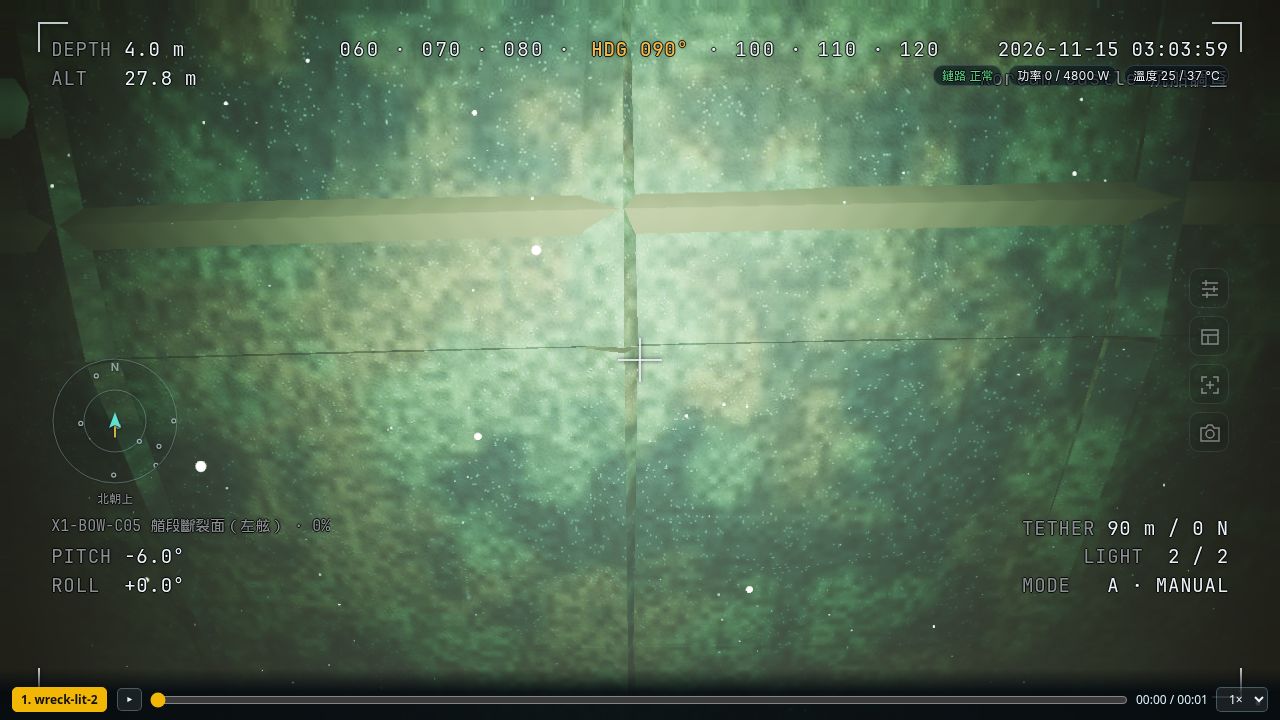 DEPTH 4.0 m
ALT 27.8 m
060 · 070 · 080 · HDG 090° · 100 · 110 · 120
2026-11-15 03:03:59
鏈路 正常 功率 0 / 4800 W 溫度 25 / 37 °C
N
北朝上
X1-BOW-C05 艏段斷裂面（左舷） · 0%
PITCH -6.0°
ROLL +0.0°
TETHER 90 m / 0 N
LIGHT 2 / 2
MODE A · MANUAL
1. wreck-lit-2
00:00 / 00:01
1×